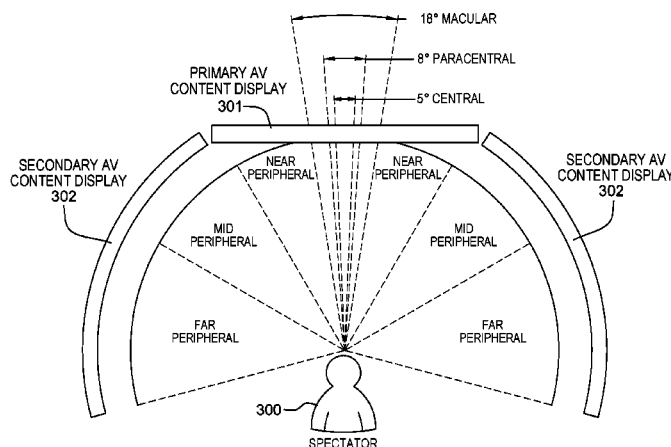 18° MACULAR
8° PARACENTRAL
5° CENTRAL
PRIMARY AV
CONTENT DISPLAY
301
SECONDARY AV
CONTENT DISPLAY
302
SECONDARY AV
CONTENT DISPLAY
302
NEAR
PERIPHERAL
NEAR
PERIPHERAL
MID
PERIPHERAL
MID
PERIPHERAL
FAR
PERIPHERAL
FAR
PERIPHERAL
300
SPECTATOR